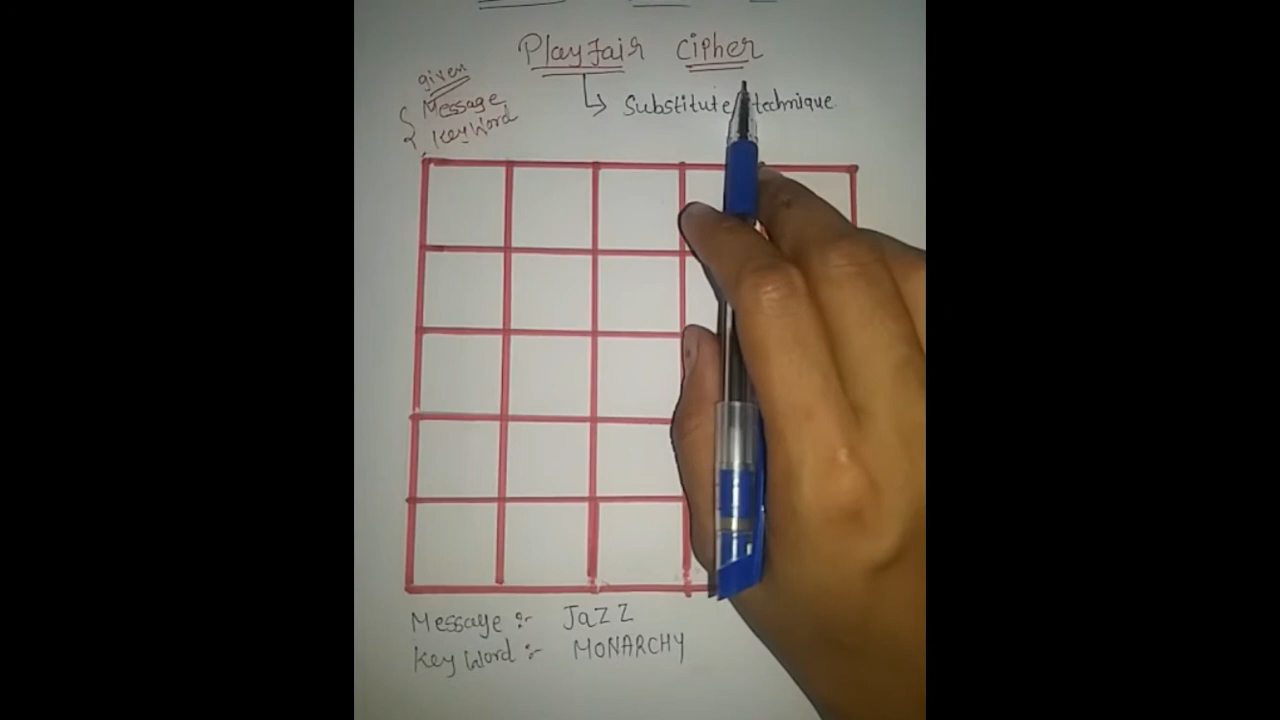 Playfair Cipher
given
Message
KeyWord
Substitute technique
Message :- JaZZ
Key Word :- MONARCHY